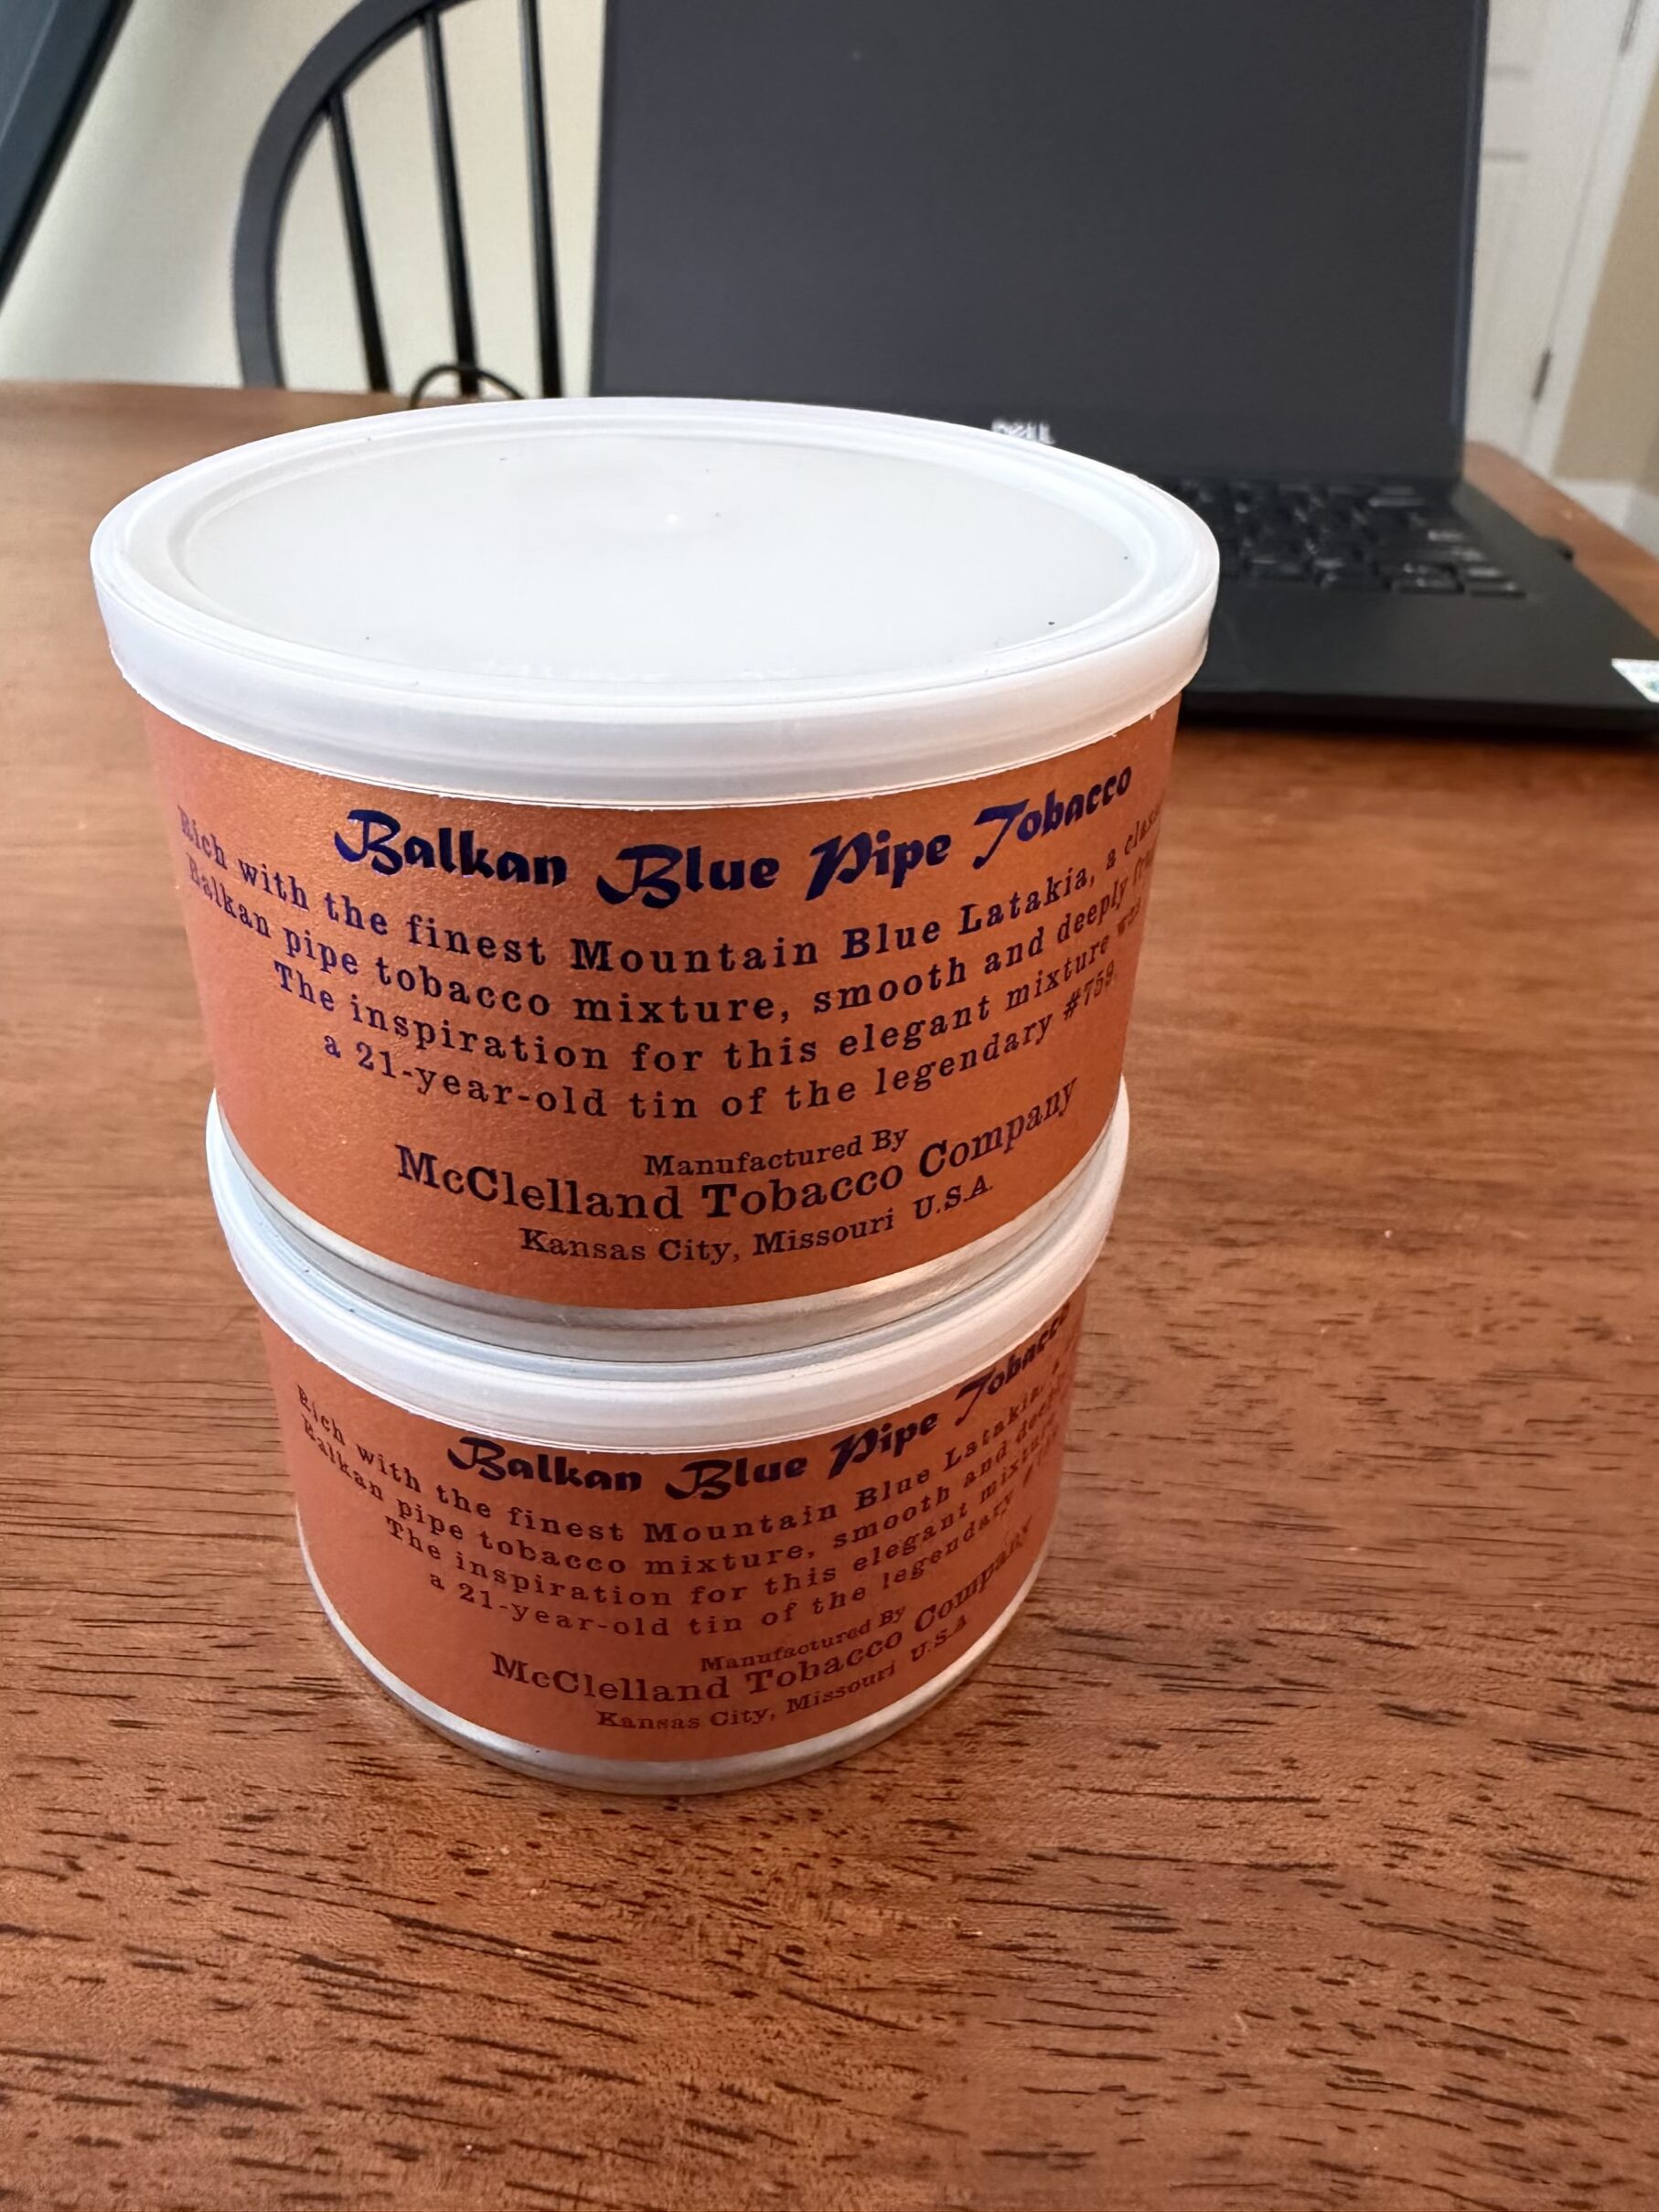 DELL
Balkan Blue Pipe Tobacco
Rich with the finest Mountain Blue Latakia, a
Balkan pipe tobacco mixture, smooth and deeply
The inspiration for this elegant mixture was
a 21-year-old tin of the legendary #759.
Manufactured By
McClelland Tobacco Company
Kansas City, Missouri U.S.A.
Balkan Blue Pipe Tobacco
Rich with the finest Mountain Blue Latakia,
Balkan pipe tobacco mixture, smooth and
The inspiration for this elegant mixture
a 21-year-old tin of the legendary
Manufactured By
McClelland Tobacco Company
Kansas City, Missouri U.S.A.